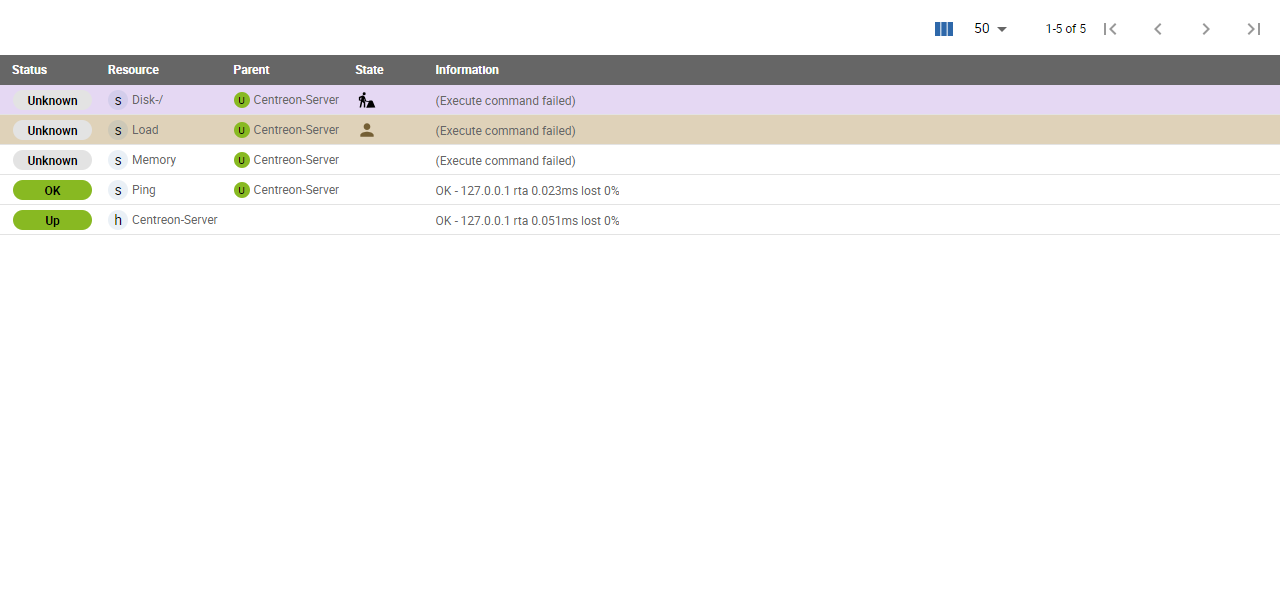 50 1-5 of 5
Status Resource Parent State Information
Unknown s Disk-/ U Centreon-Server (Execute command failed)
Unknown s Load U Centreon-Server (Execute command failed)
Unknown s Memory U Centreon-Server (Execute command failed)
OK s Ping U Centreon-Server OK - 127.0.0.1 rta 0.023ms lost 0%
Up h Centreon-Server OK - 127.0.0.1 rta 0.051ms lost 0%